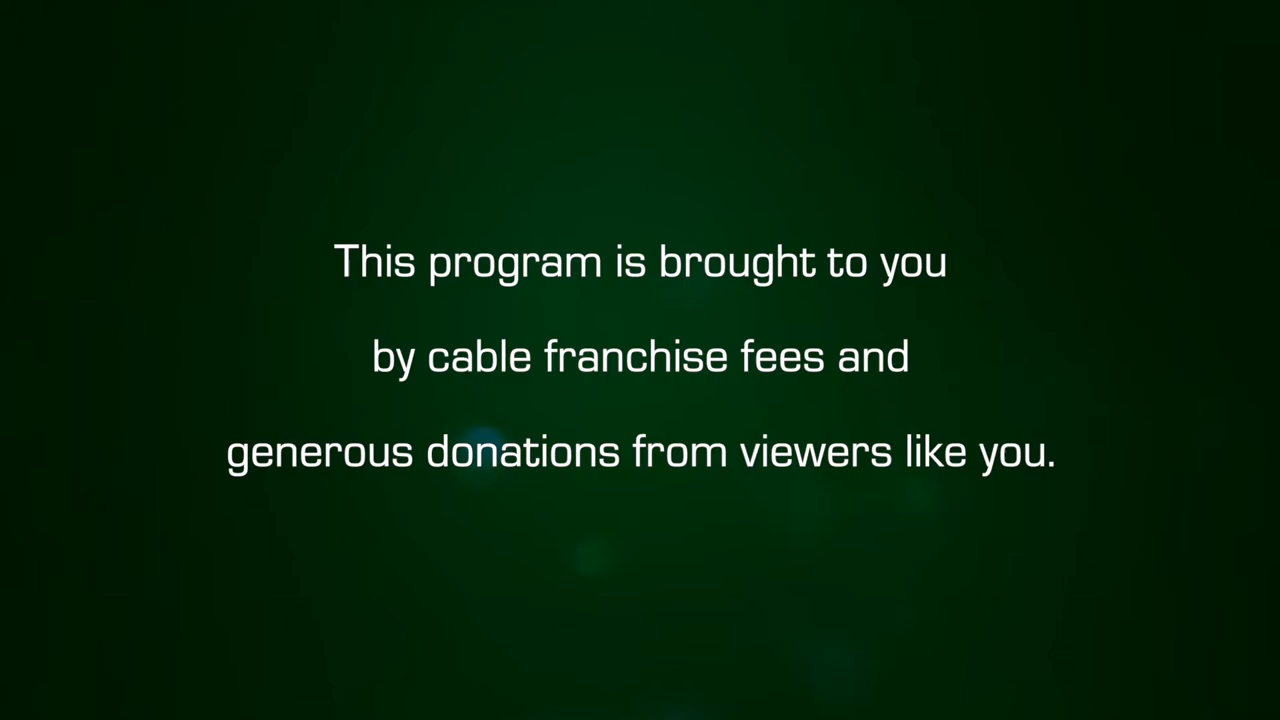 This program is brought to you
by cable franchise fees and
generous donations from viewers like you.